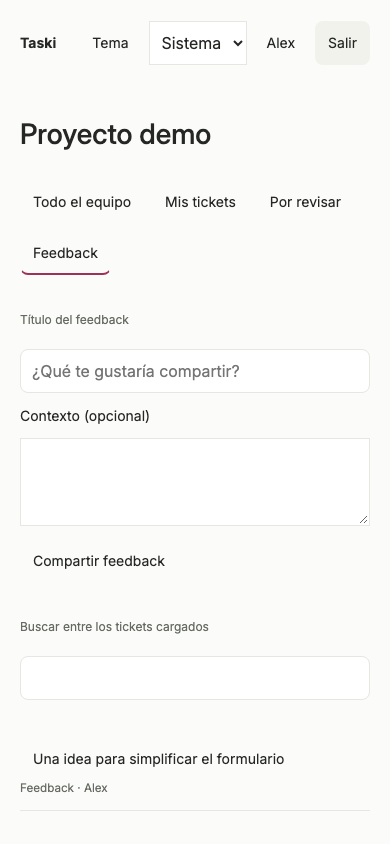 Taski Tema Sistema Alex Salir
Proyecto demo
Todo el equipo Mis tickets Por revisar
Feedback
Título del feedback
¿Qué te gustaría compartir?
Contexto (opcional)
Compartir feedback
Buscar entre los tickets cargados
Una idea para simplificar el formulario
Feedback · Alex